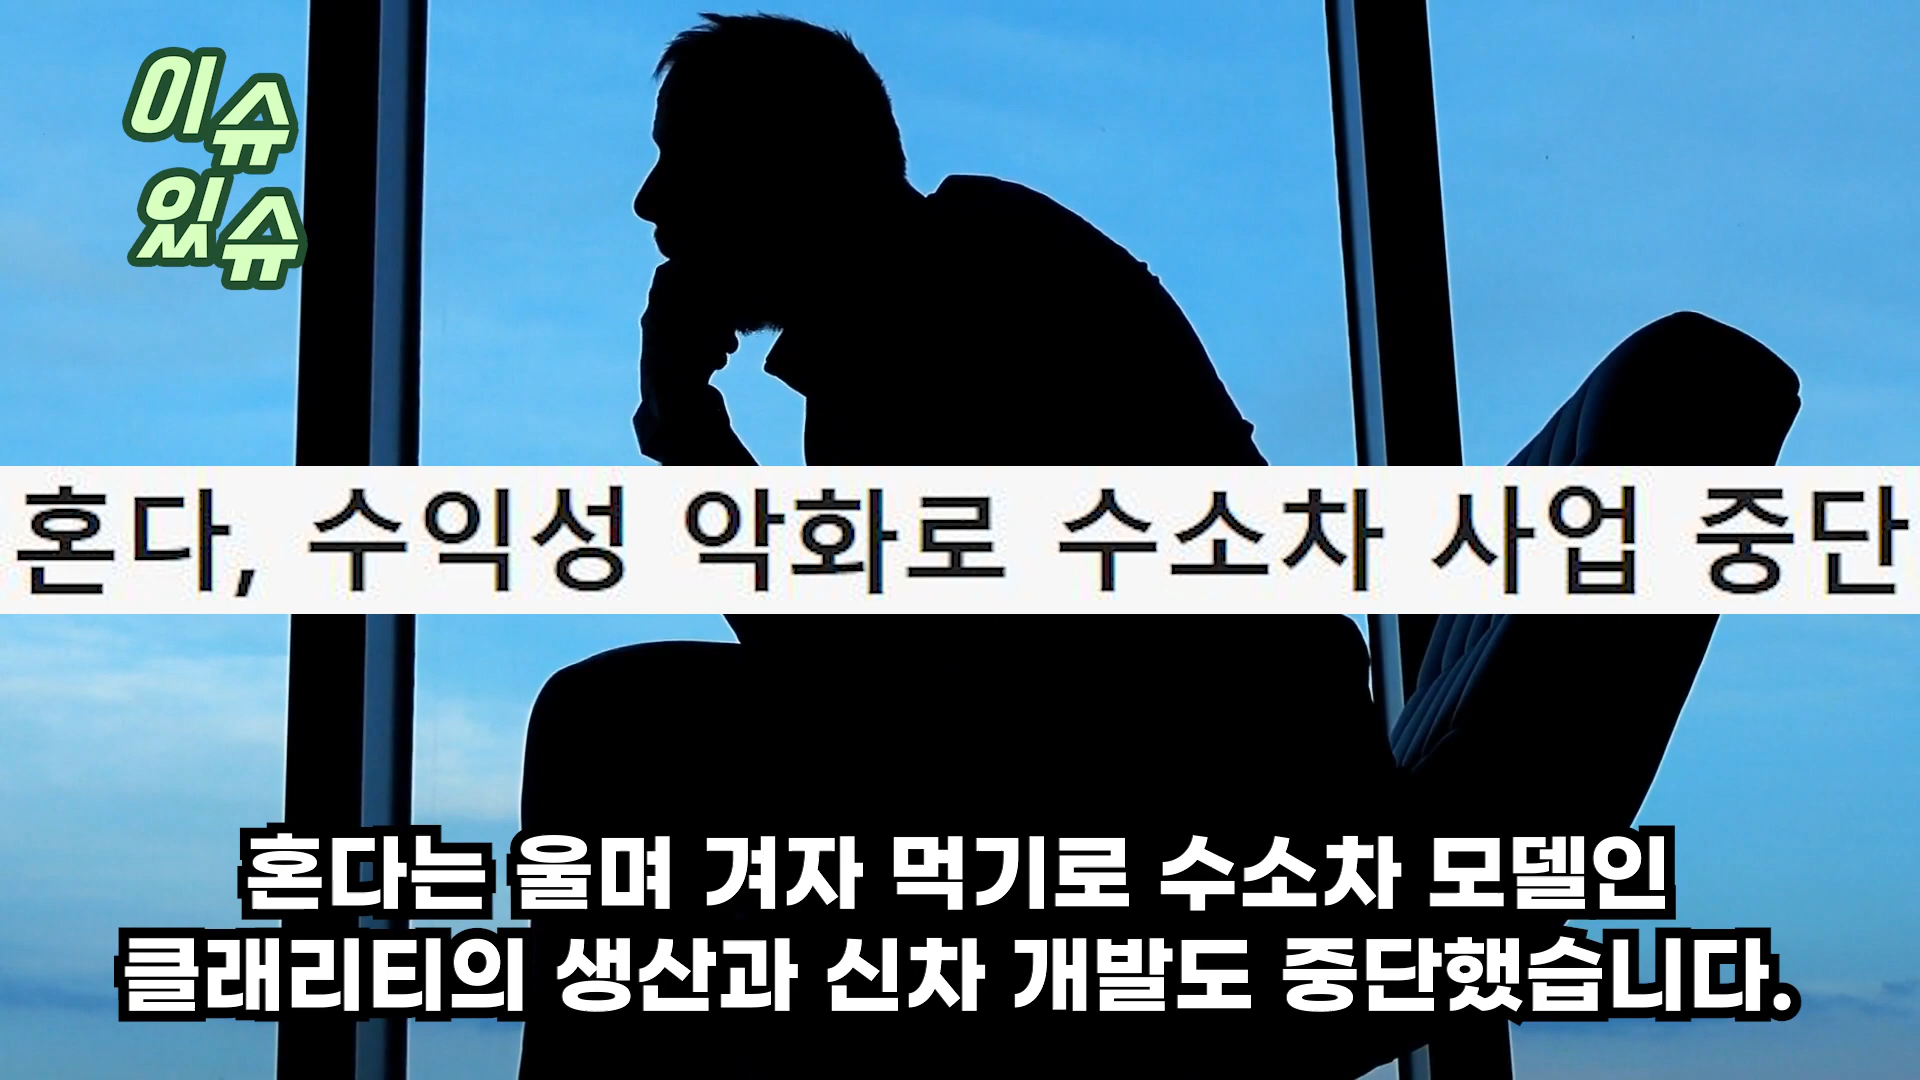 이슈
있슈
혼다, 수익성 악화로 수소차 사업 중단
혼다는 울며 겨자 먹기로 수소차 모델인
클래리티의 생산과 신차 개발도 중단했습니다.